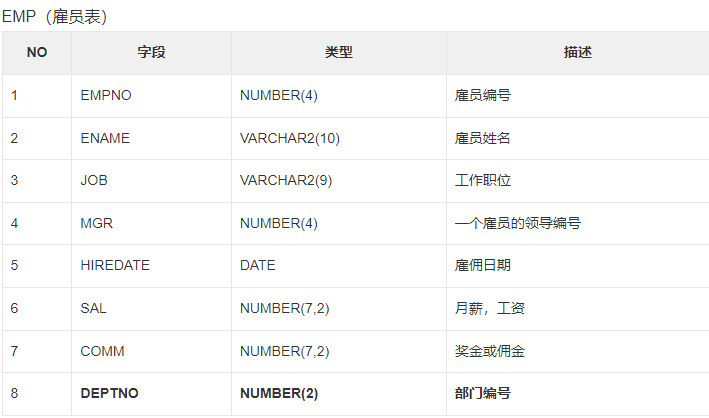 EMP（雇员表）
NO 字段 类型 描述
1 EMPNO NUMBER(4) 雇员编号
2 ENAME VARCHAR2(10) 雇员姓名
3 JOB VARCHAR2(9) 工作职位
4 MGR NUMBER(4) 一个雇员的领导编号
5 HIREDATE DATE 雇佣日期
6 SAL NUMBER(7,2) 月薪，工资
7 COMM NUMBER(7,2) 奖金或佣金
8 DEPTNO NUMBER(2) 部门编号